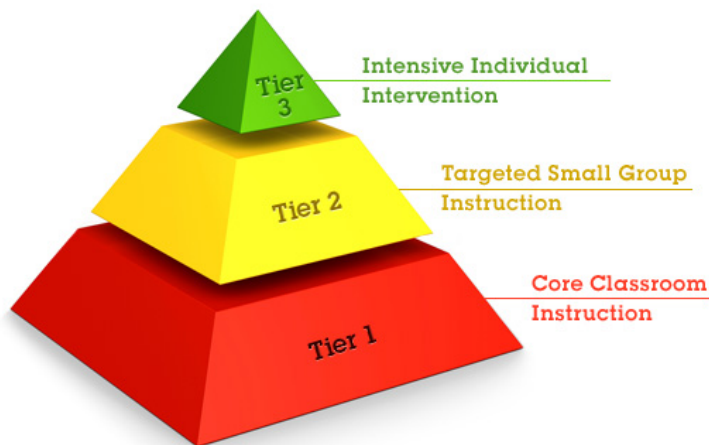 Tier
3
Intensive Individual
Intervention
Tier 2
Targeted Small Group
Instruction
Tier 1
Core Classroom
Instruction